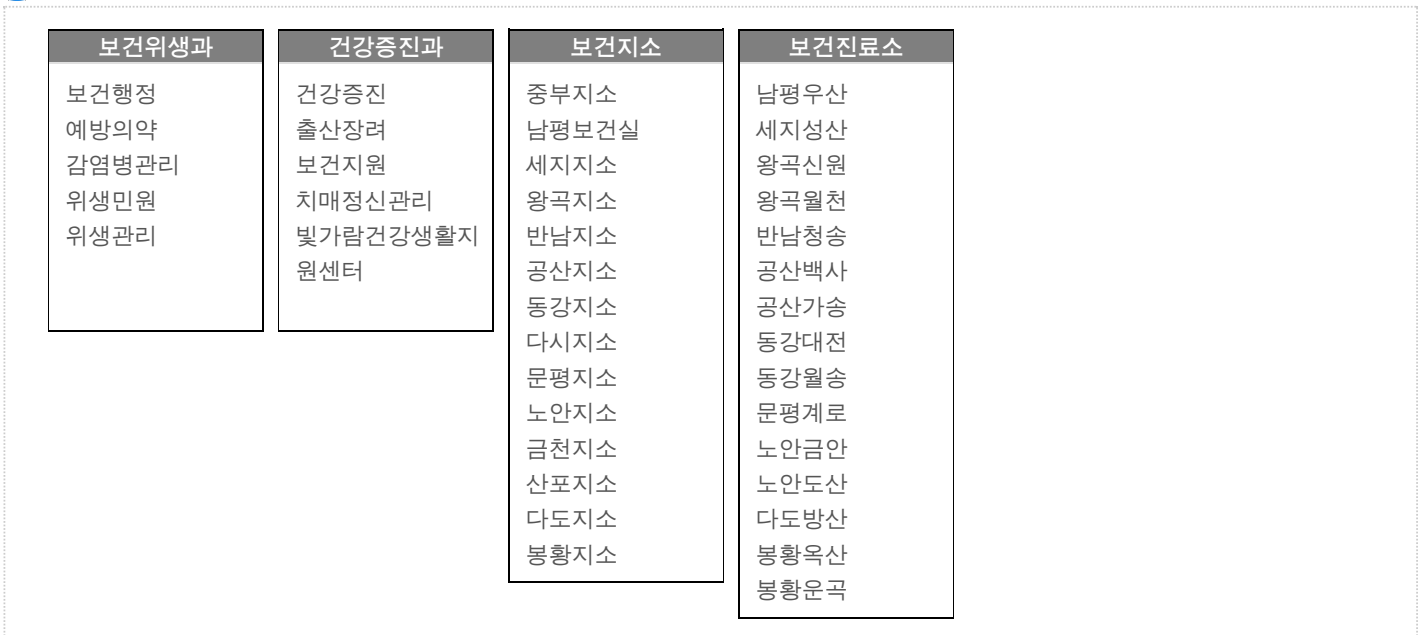 보건위생과
보건행정
예방의약
감염병관리
위생민원
위생관리
건강증진과
건강증진
출산장려
보건지원
치매정신관리
빛가람건강생활지
원센터
보건지소
중부지소
남평보건실
세지지소
왕곡지소
반남지소
공산지소
동강지소
다시지소
문평지소
노안지소
금천지소
산포지소
다도지소
봉황지소
보건진료소
남평우산
세지성산
왕곡신원
왕곡월천
반남청송
공산백사
공산가송
동강대전
동강월송
문평계로
노안금안
노안도산
다도방산
봉황옥산
봉황운곡